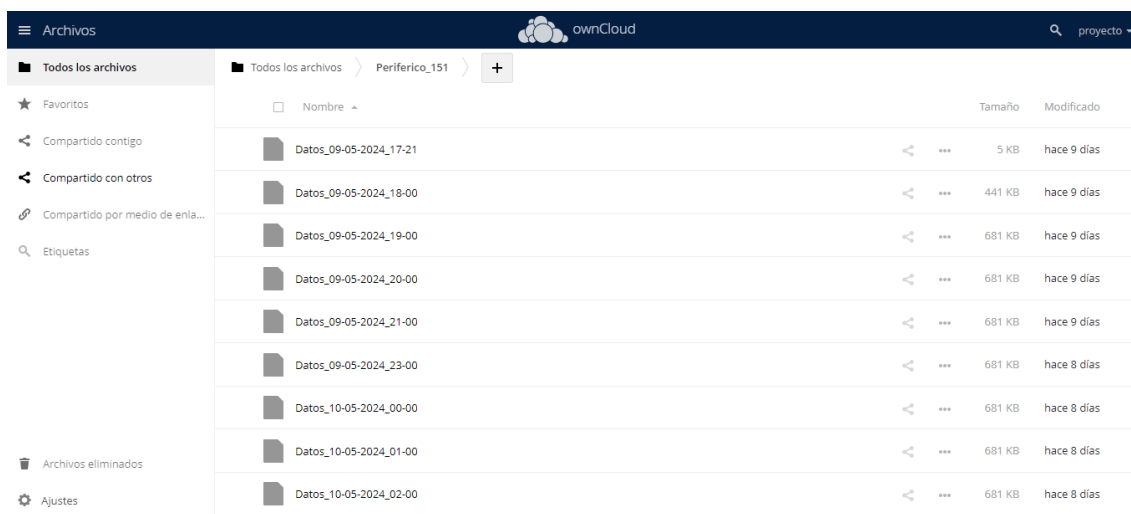 Archivos
ownCloud
proyecto
Todos los archivos
Favoritos
Compartido contigo
Compartido con otros
Compartido por medio de enla...
Etiquetas
Archivos eliminados
Ajustes
Todos los archivos Periferico_151 +
Nombre Tamaño Modificado
Datos_09-05-2024_17-21 5 KB hace 9 días
Datos_09-05-2024_18-00 441 KB hace 9 días
Datos_09-05-2024_19-00 681 KB hace 9 días
Datos_09-05-2024_20-00 681 KB hace 9 días
Datos_09-05-2024_21-00 681 KB hace 9 días
Datos_09-05-2024_23-00 681 KB hace 8 días
Datos_10-05-2024_00-00 681 KB hace 8 días
Datos_10-05-2024_01-00 681 KB hace 8 días
Datos_10-05-2024_02-00 681 KB hace 8 días